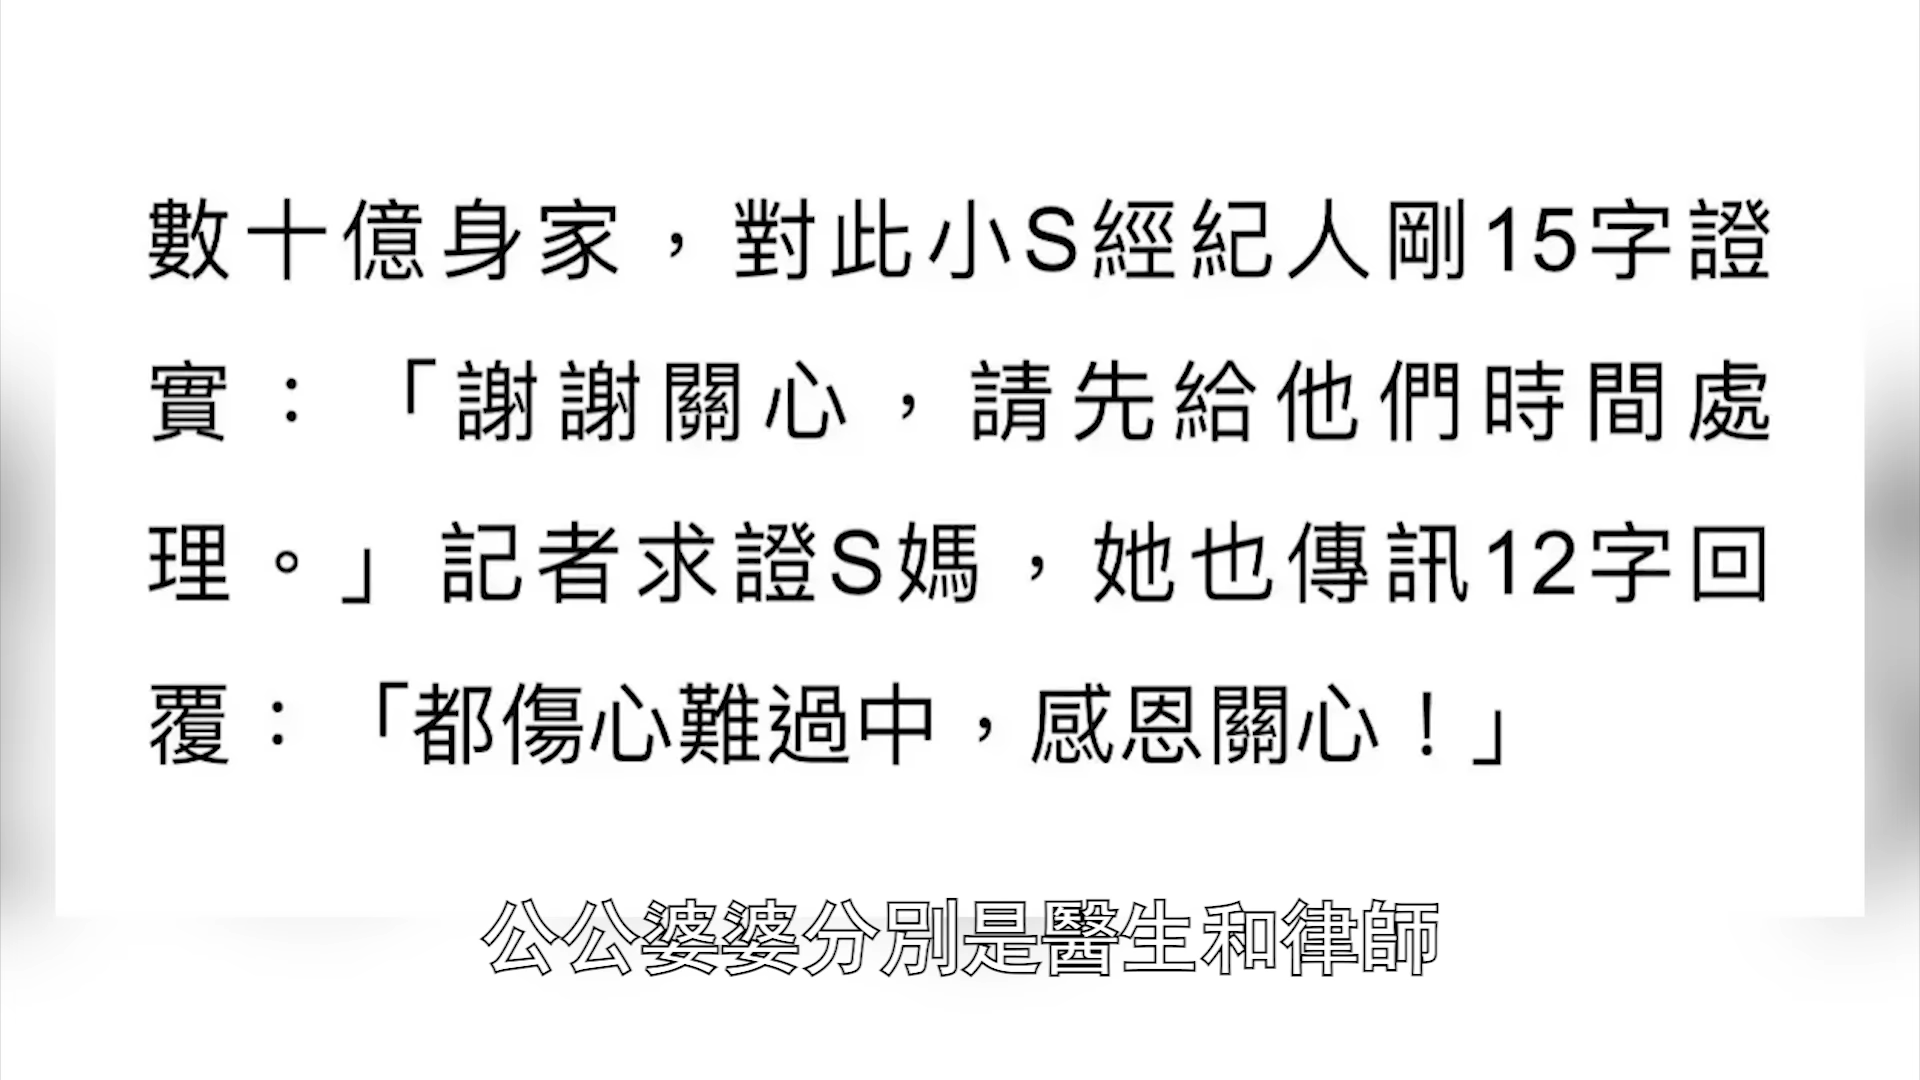 數十億身家，對此小S經紀人剛15字證
實：「謝謝關心，請先給他們時間處
理。」記者求證S媽，她也傳訊12字回
覆：「都傷心難過中，感恩關心！」
公公婆婆分別是醫生和律師